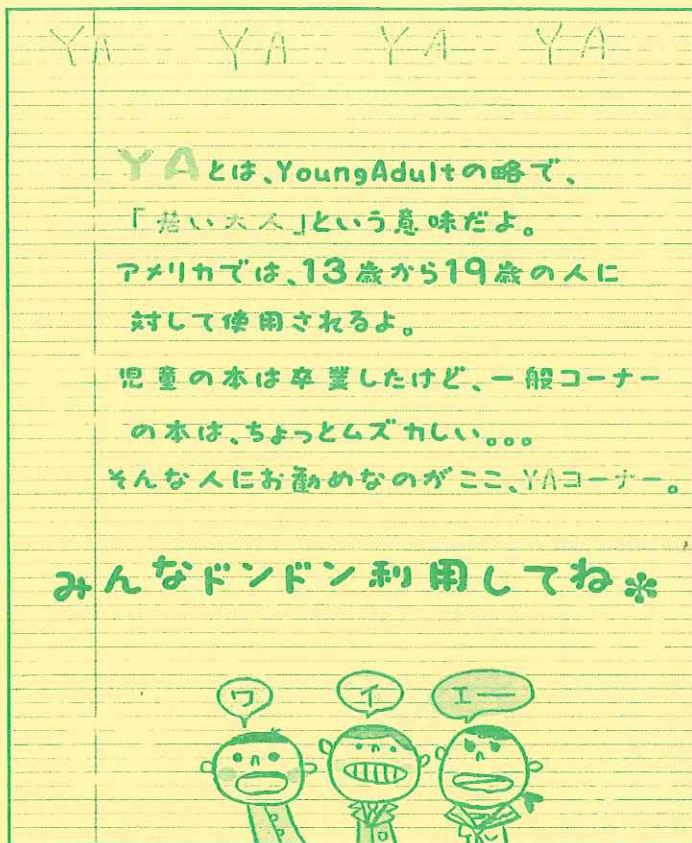 YA YA YA YA
YAとは、YoungAdultの略で、
「若い大人」という意味だよ。
アメリカでは、13歳から19歳の人に
対して使用されるよ。
児童の本は卒業したけど、一般コーナー
の本は、ちょっとムズカしい。。。
そんな人にお勧めなのがここ、YAコーナー。
みんなドンドン利用してね*
ワ イ エー